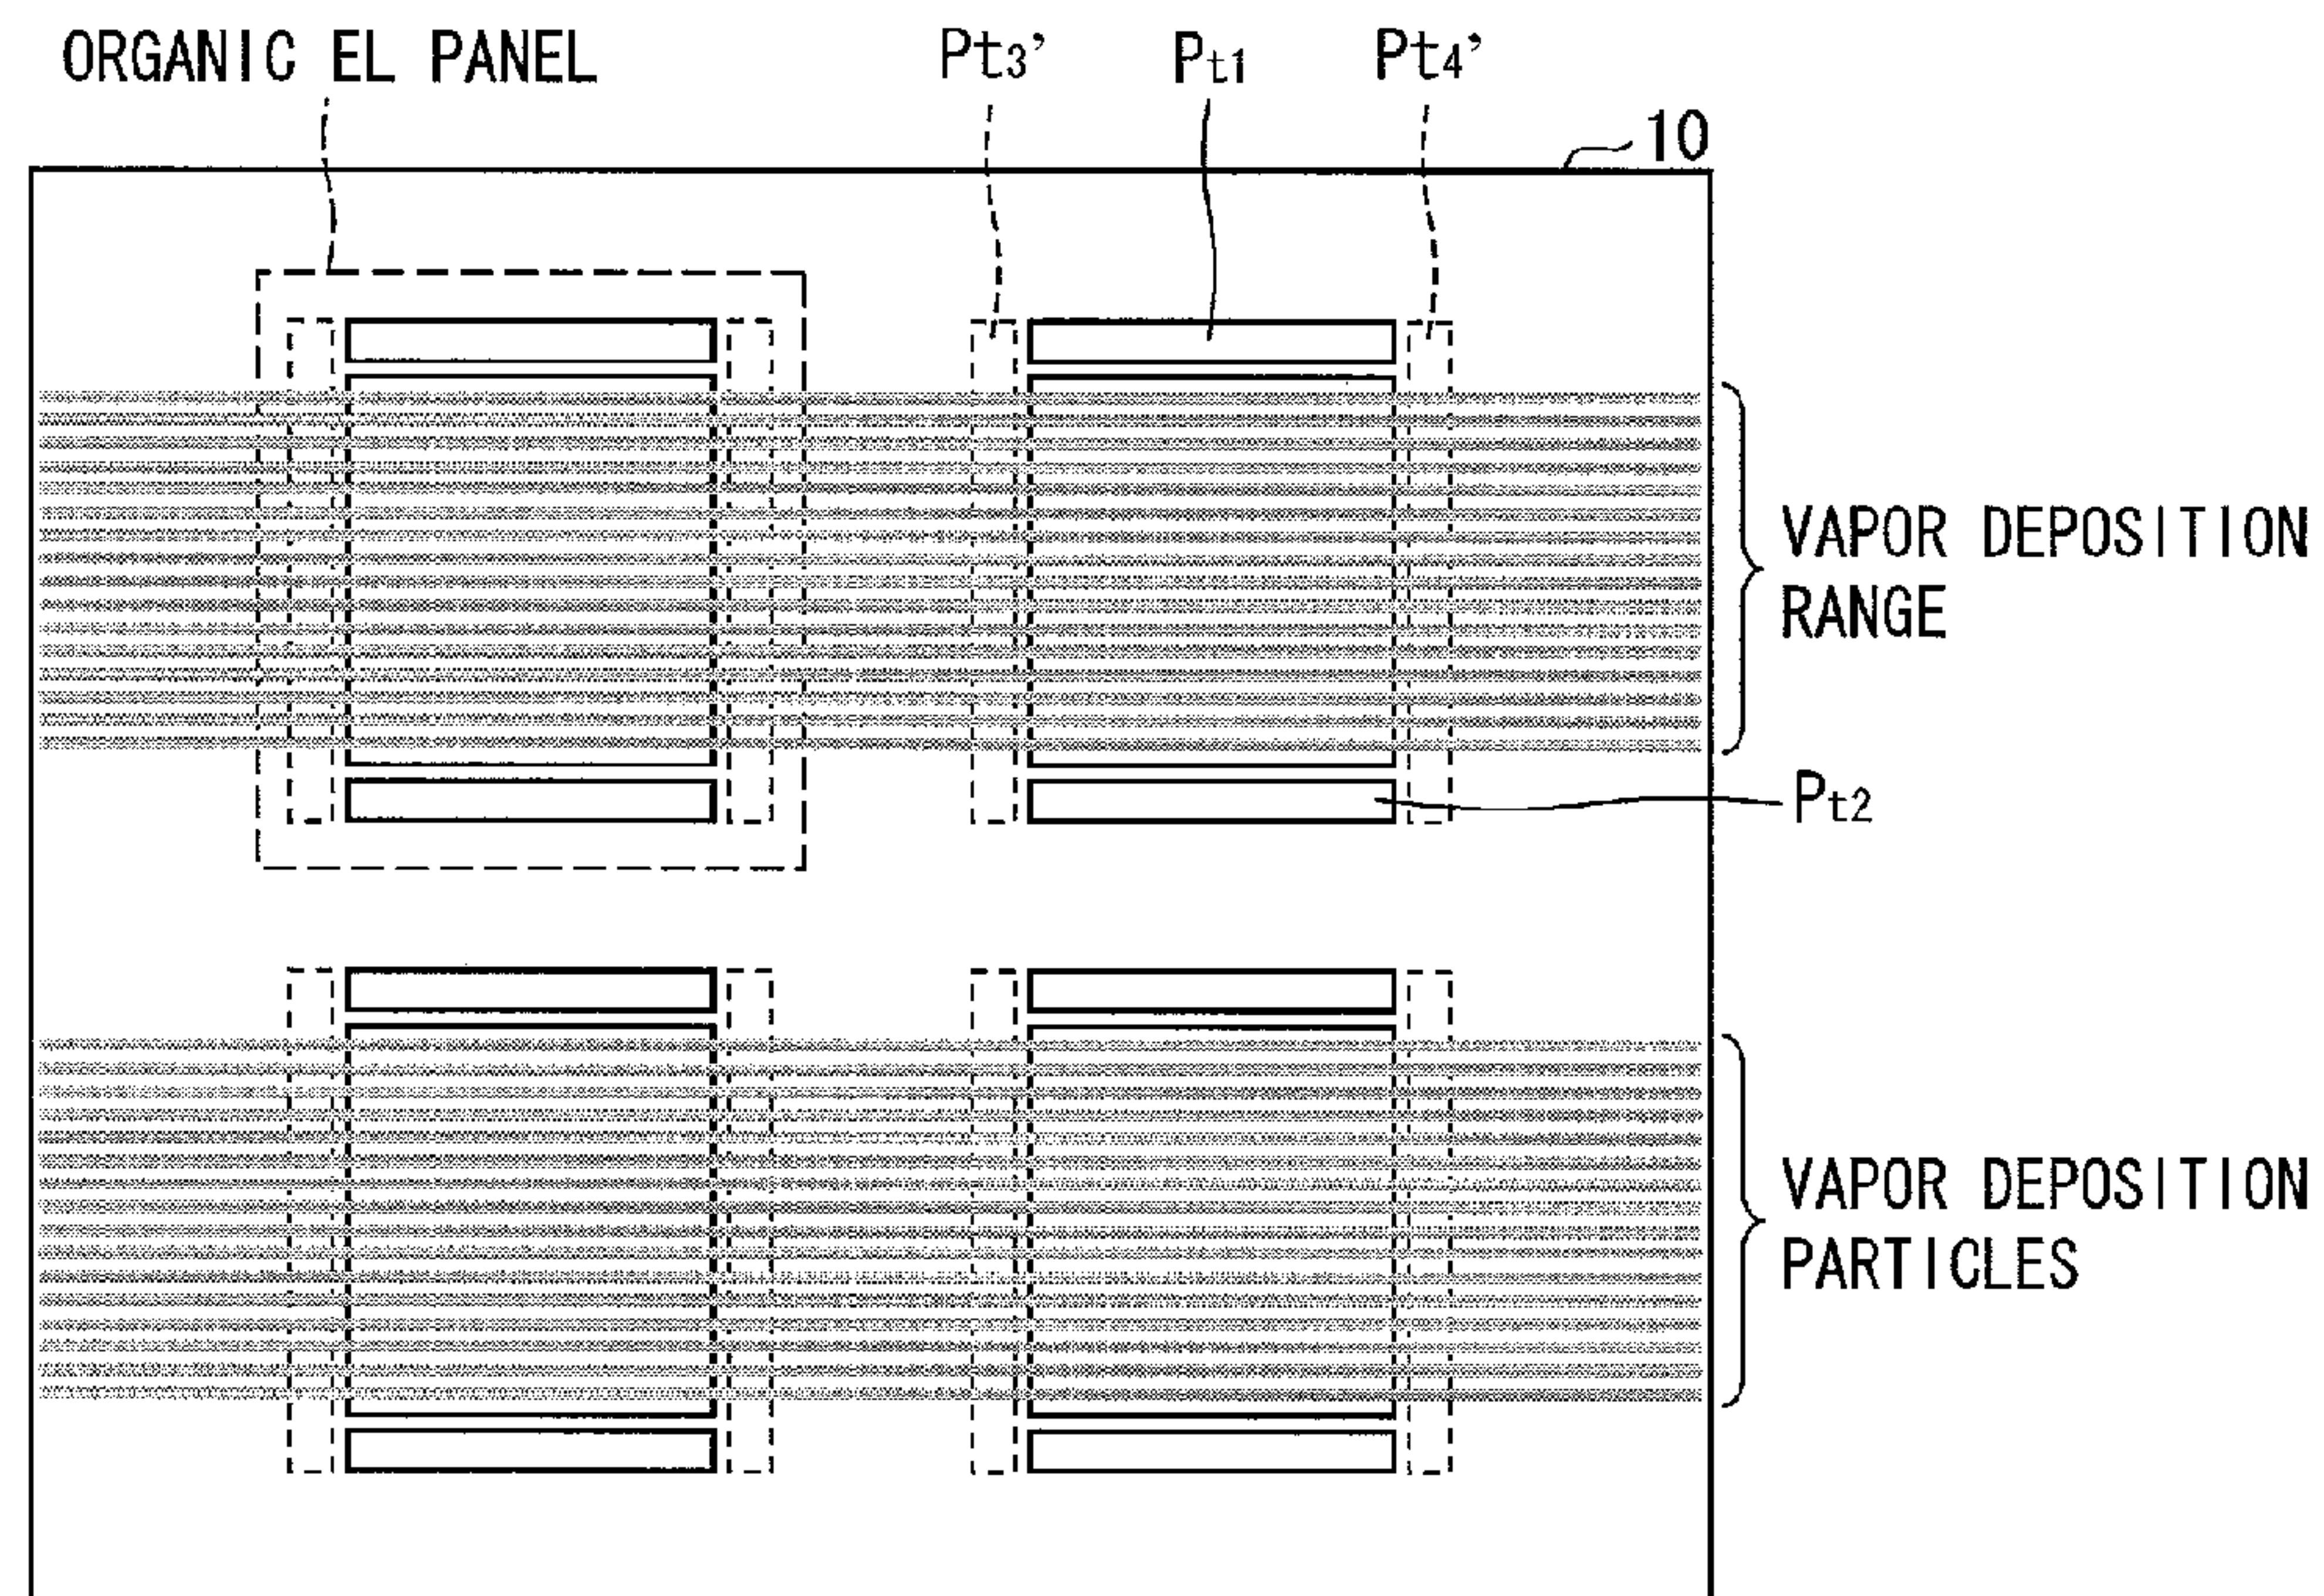 ORGANIC EL PANEL
Pt3'
Pt1
Pt4'
10
VAPOR DEPOSITION
RANGE
Pt2
VAPOR DEPOSITION
PARTICLES